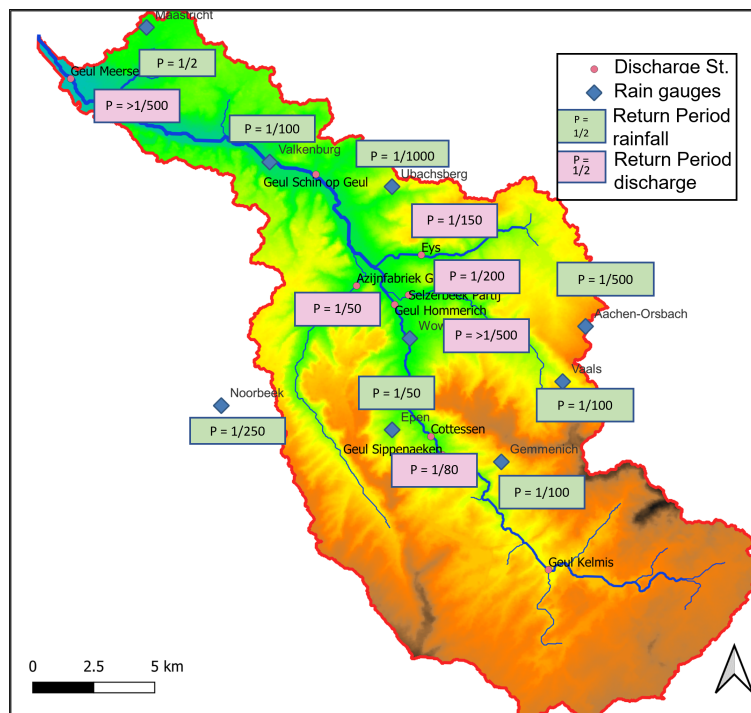 Maastricht
Geul Meerse
P = 1/2
P = >1/500
Discharge St.
Rain gauges
P =
1/2
Return Period
rainfall
P =
1/2
Return Period
discharge
P = 1/100
Valkenburg
P = 1/1000
Geul Schin op Geul
Ubachsberg
P = 1/150
Eys
Azijnfabriek G
P = 1/200
P = 1/500
Selzerbeek Partij
P = 1/50
Geul Hommerich
Aachen-Orsbach
Wow
P = >1/500
Vaals
P = 1/50
Noorbeek
P = 1/100
P = 1/250
Epen
Cottessen
Geul Sippenaeken
Gemmenich
P = 1/80
P = 1/100
Geul Kelmis
0 2.5 5 km